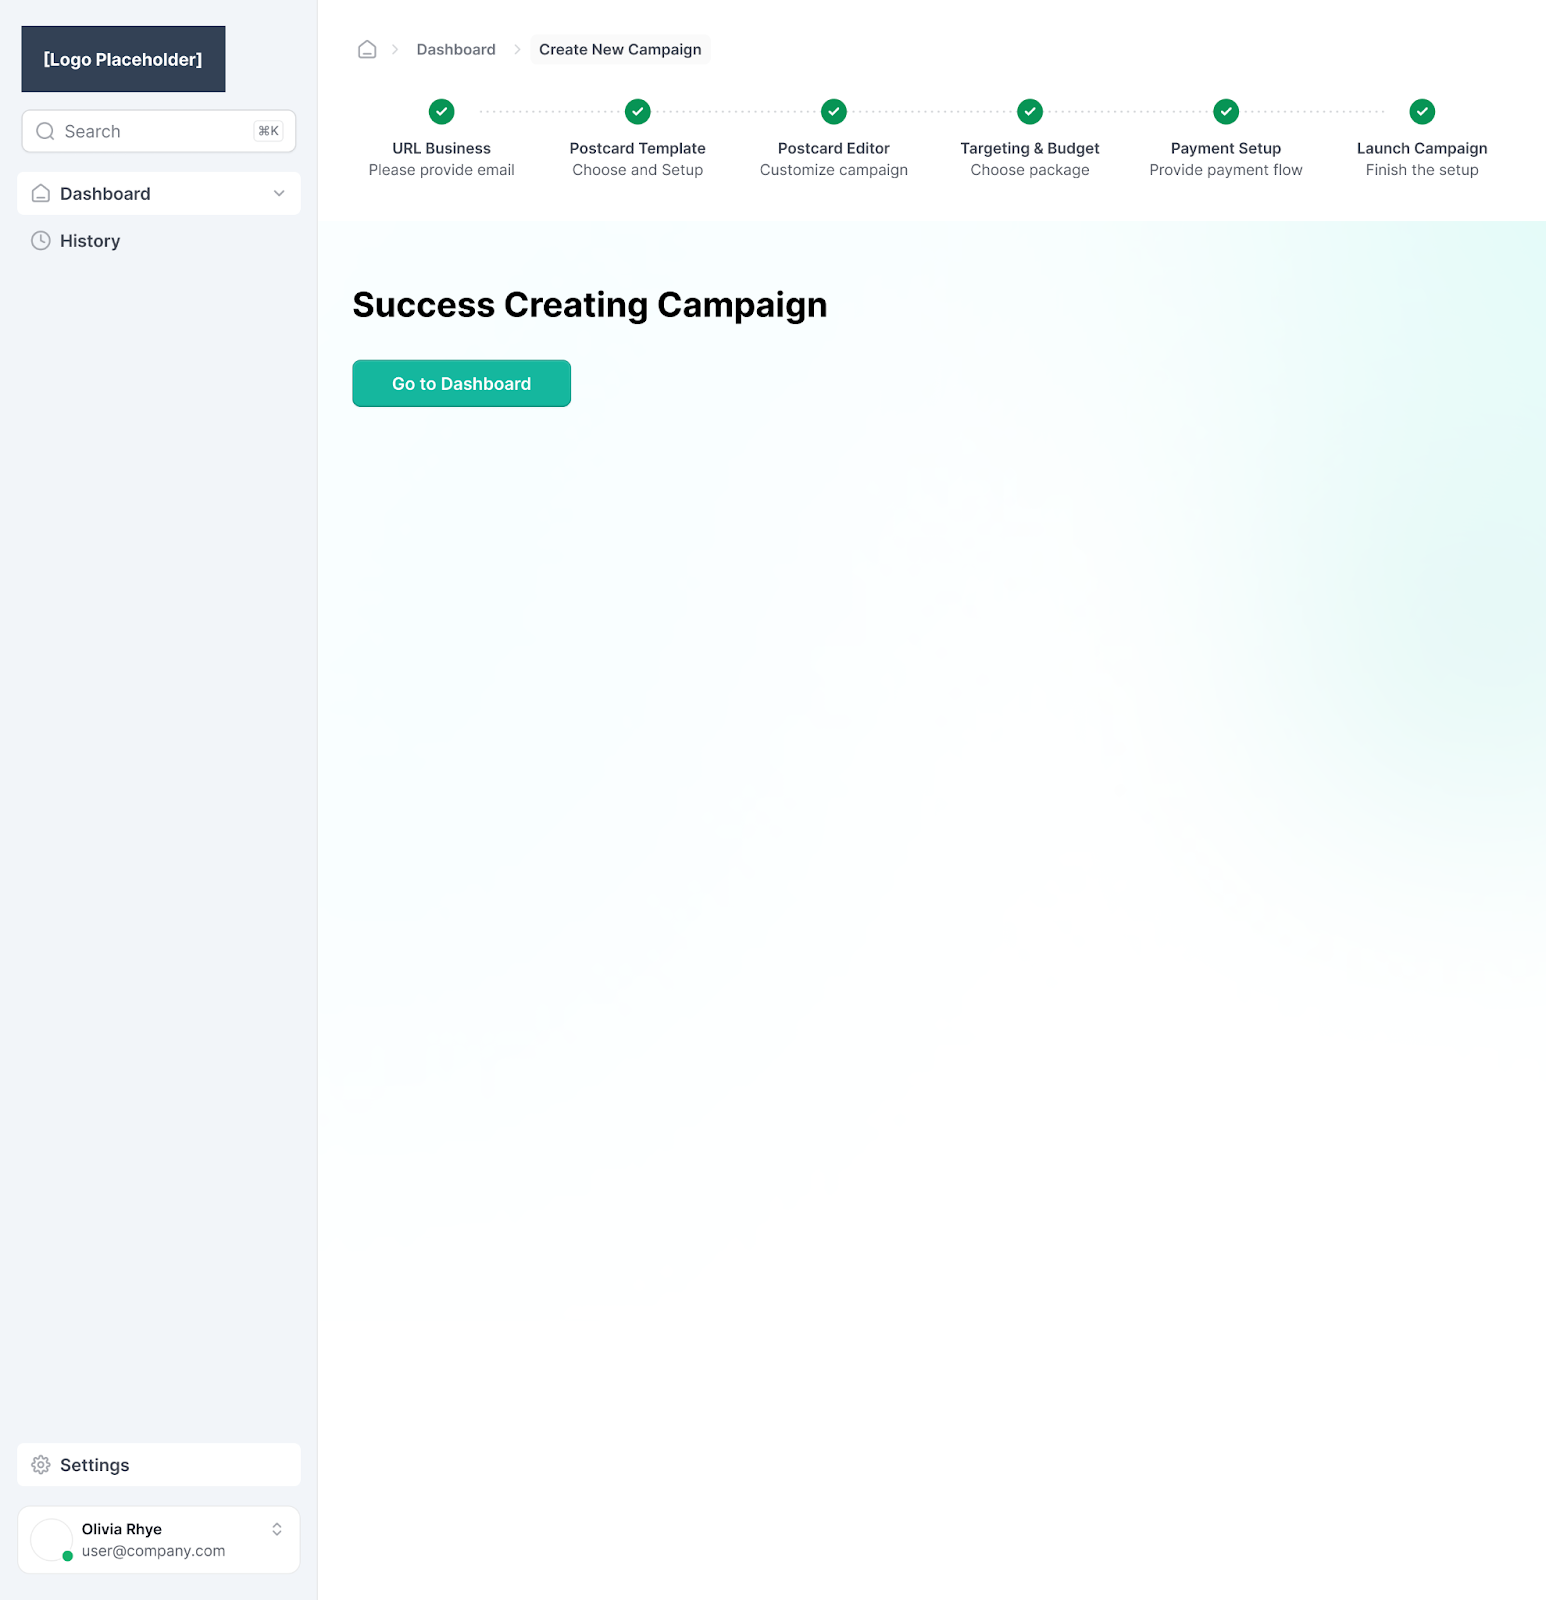 [Logo Placeholder]
Search
⌘K
Dashboard
History
Settings
Olivia Rhye
user@company.com
Dashboard
Create New Campaign
URL Business
Please provide email
Postcard Template
Choose and Setup
Postcard Editor
Customize campaign
Targeting & Budget
Choose package
Payment Setup
Provide payment flow
Launch Campaign
Finish the setup
Success Creating Campaign
Go to Dashboard